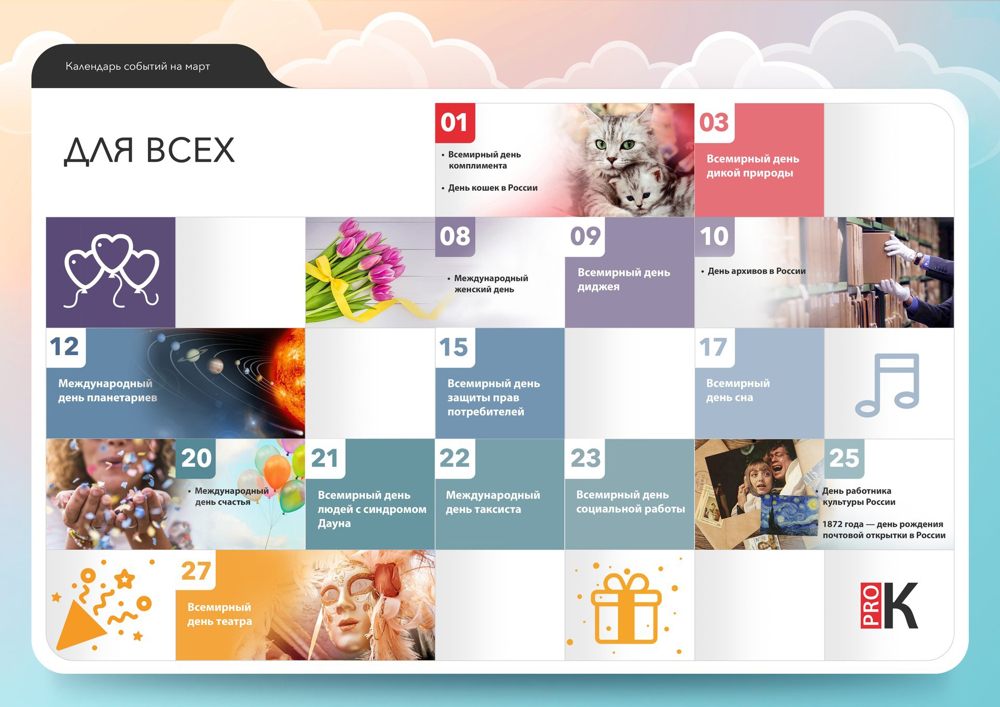 Календарь событий на март
ДЛЯ ВСЕХ
01
• Всемирный день
комплимента
• День кошек в России
03
Всемирный день
дикой природы
08
• Международный
женский день
09
Всемирный день
диджея
10
• День архивов в России
12
Международный
день планетариев
15
Всемирный день
защиты прав
потребителей
17
Всемирный
день сна
20
• Международный
день счастья
21
Всемирный день
людей с синдромом
Дауна
22
Международный
день таксиста
23
Всемирный день
социальной работы
25
• День работника
культуры России
1872 года — день рождения
почтовой открытки в России
27
Всемирный
день театра
PRO К